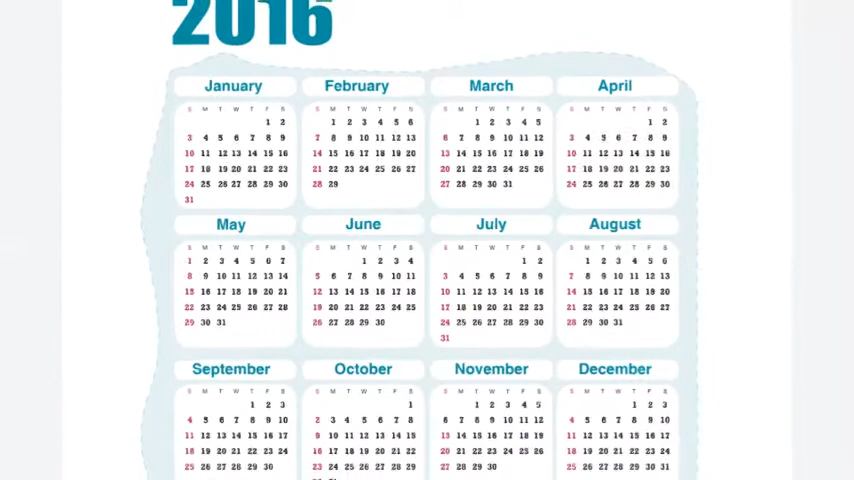 2016
January February March April
S M T W T F S S M T W T F S S M T W T F S S M T W T F S
1 2 1 2 3 4 5 6 1 2 3 4 5 1 2
3 4 5 6 7 8 9 7 8 9 10 11 12 13 6 7 8 9 10 11 12 3 4 5 6 7 8 9
10 11 12 13 14 15 16 14 15 16 17 18 19 20 13 14 15 16 17 18 19 10 11 12 13 14 15 16
17 18 19 20 21 22 23 21 22 23 24 25 26 27 20 21 22 23 24 25 26 17 18 19 20 21 22 23
24 25 26 27 28 29 30 28 29 27 28 29 30 31 24 25 26 27 28 29 30
31
May June July August
S M T W T F S S M T W T F S S M T W T F S S M T W T F S
1 2 3 4 5 6 7 1 2 3 4 1 2 1 2 3 4 5 6
8 9 10 11 12 13 14 5 6 7 8 9 10 11 3 4 5 6 7 8 9 7 8 9 10 11 12 13
15 16 17 18 19 20 21 12 13 14 15 16 17 18 10 11 12 13 14 15 16 14 15 16 17 18 19 20
22 23 24 25 26 27 28 19 20 21 22 23 24 25 17 18 19 20 21 22 23 21 22 23 24 25 26 27
29 30 31 26 27 28 29 30 24 25 26 27 28 29 30 28 29 30 31
31
September October November December
S M T W T F S S M T W T F S S M T W T F S S M T W T F S
1 2 3 1 1 2 3 4 5 1 2 3
4 5 6 7 8 9 10 2 3 4 5 6 7 8 6 7 8 9 10 11 12 4 5 6 7 8 9 10
11 12 13 14 15 16 17 9 10 11 12 13 14 15 13 14 15 16 17 18 19 11 12 13 14 15 16 17
18 19 20 21 22 23 24 16 17 18 19 20 21 22 20 21 22 23 24 25 26 18 19 20 21 22 23 24
25 26 27 28 29 30 23 24 25 26 27 28 29 27 28 29 30 25 26 27 28 29 30 31